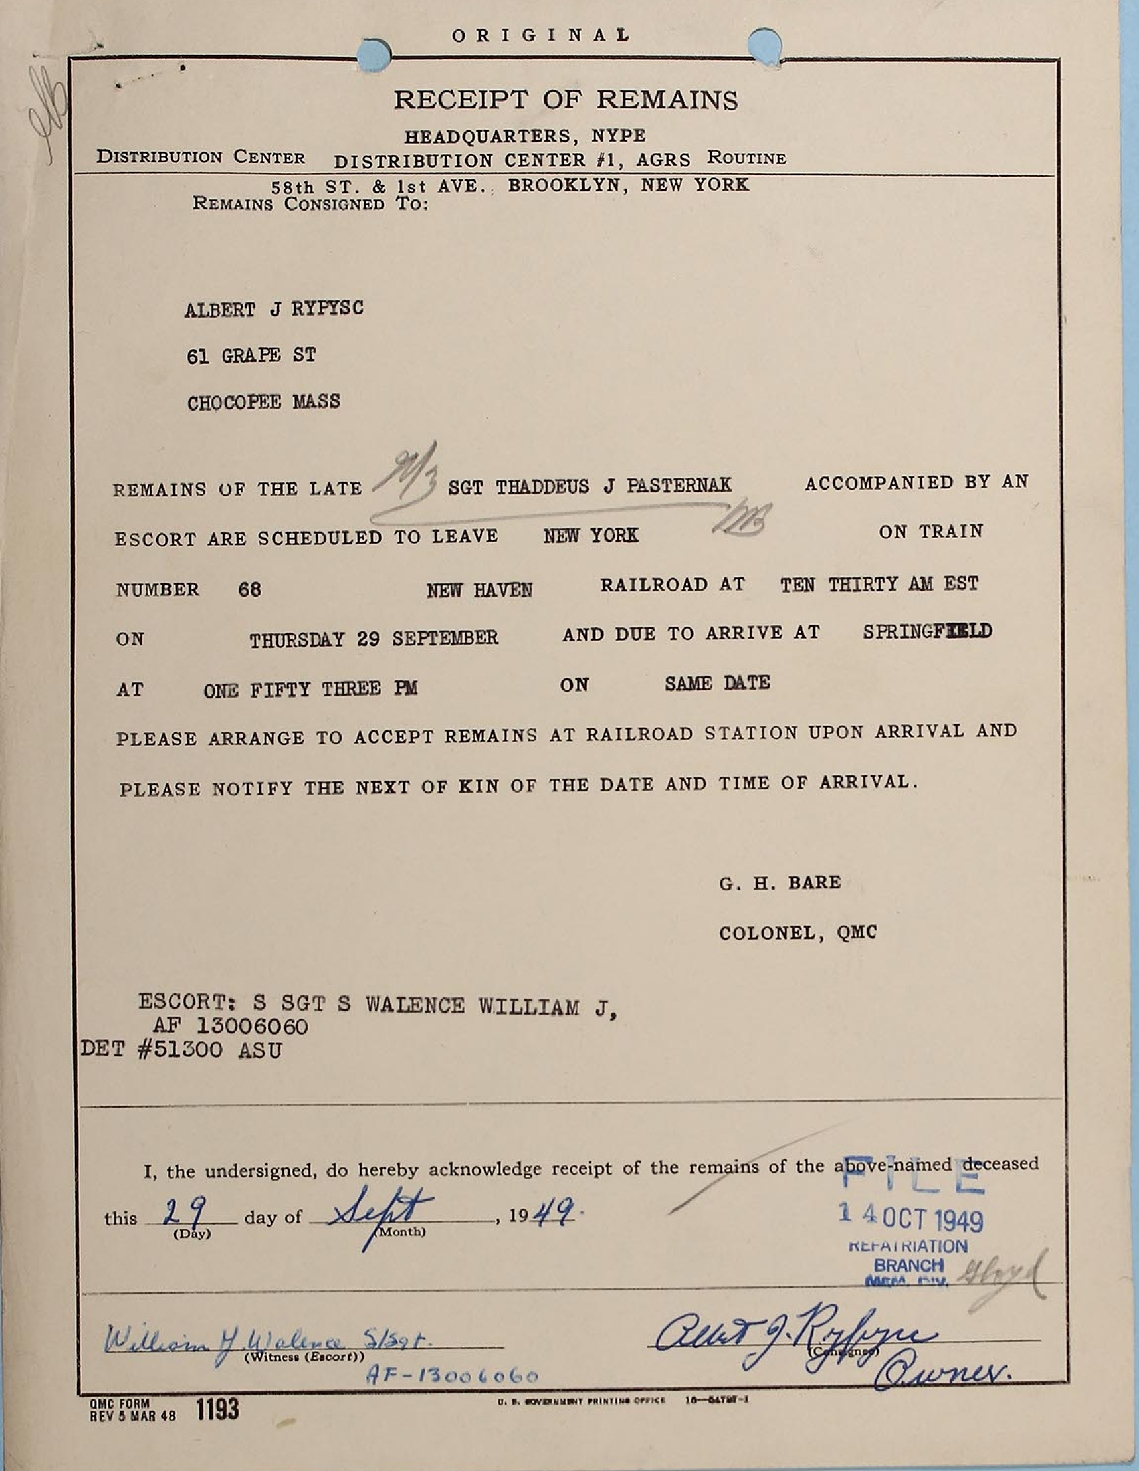 ORIGINAL
RECEIPT OF REMAINS
HEADQUARTERS, NYPE
DISTRIBUTION CENTER DISTRIBUTION CENTER #1, AGRS ROUTINE
58th ST. & 1st AVE. BROOKLYN, NEW YORK
REMAINS CONSIGNED TO:
ALBERT J RYPYSC
61 GRAPE ST
CHOCOPEE MASS
REMAINS OF THE LATE SGT THADDEUS J PASTERNAK ACCOMPANIED BY AN
ESCORT ARE SCHEDULED TO LEAVE NEW YORK ON TRAIN
NUMBER 68 NEW HAVEN RAILROAD AT TEN THIRTY AM EST
ON THURSDAY 29 SEPTEMBER AND DUE TO ARRIVE AT SPRINGFIELD
AT ONE FIFTY THREE PM ON SAME DATE
PLEASE ARRANGE TO ACCEPT REMAINS AT RAILROAD STATION UPON ARRIVAL AND
PLEASE NOTIFY THE NEXT OF KIN OF THE DATE AND TIME OF ARRIVAL.
G. H. BARE
COLONEL, QMC
ESCORT: S SGT S WALENCE WILLIAM J,
AF 13006060
DET #51300 ASU
I, the undersigned, do hereby acknowledge receipt of the remains of the above-named deceased
this 29 day of Sept, 1949.
(Day) (Month)
FILE
14 OCT 1949
REPATRIATION
BRANCH
MEM. DIV.
William J. Walence S/Sgt. Albert J. Rypysc
(Witness (Escort)) (Consignee)
AF-13006060 Owner.
QMC FORM
REV 5 MAR 48 1193
U. S. GOVERNMENT PRINTING OFFICE